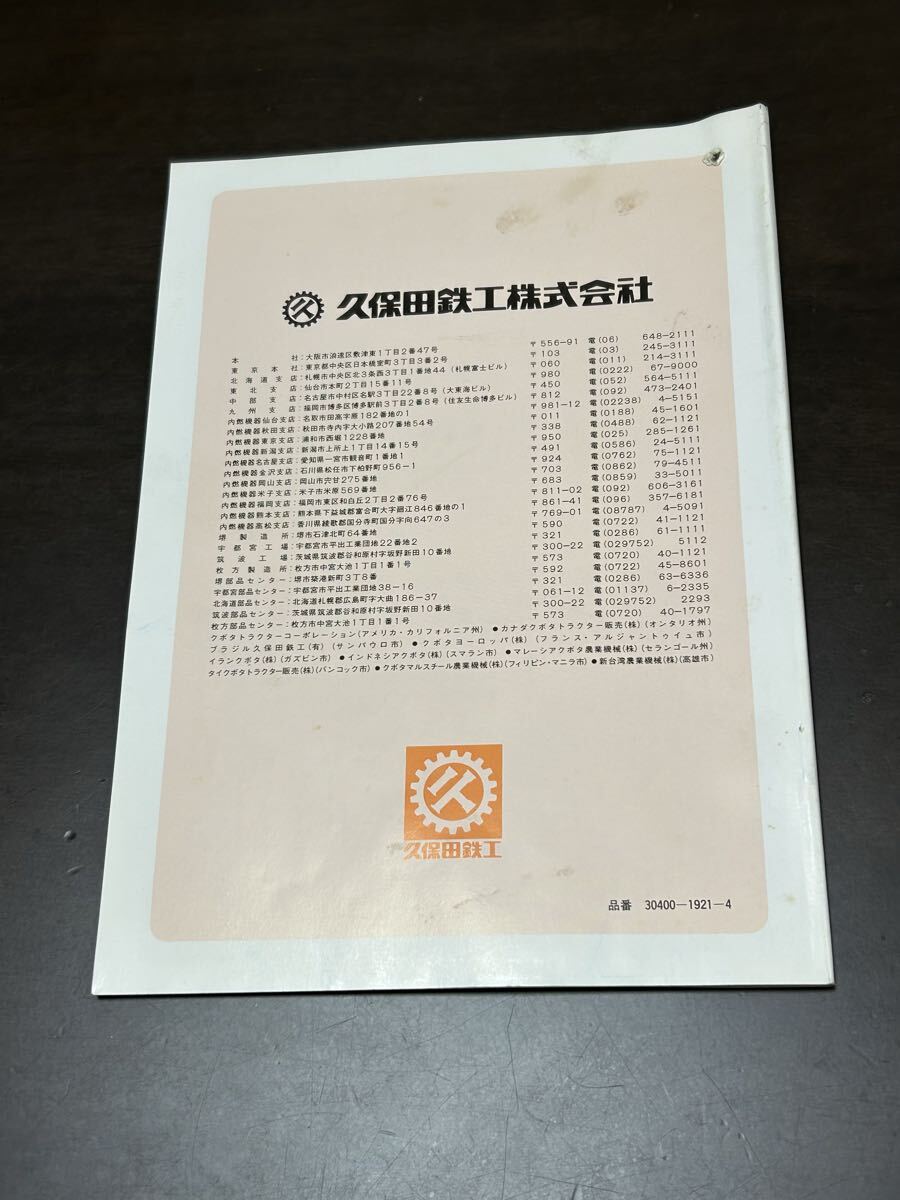 久保田鉄工株式会社
本社：大阪市浪速区敷津東1丁目2番47号 〒556-91 電(06) 648-2111
東京本社：東京都中央区日本橋室町3丁目3番2号 〒103 電(03) 245-3111
北海道支店：札幌市中央区北3条西3丁目1番地44（札幌富士ビル） 〒060 電(011) 214-3111
東北支店：仙台市本町2丁目15番11号 〒980 電(0222) 67-9000
中部支店：名古屋市中村区名駅3丁目22番8号（大東海ビル） 〒450 電(052) 564-5111
九州支店：福岡市博多区博多駅前3丁目2番8号（住友生命博多ビル） 〒812 電(092) 473-2401
内燃機器仙台支店：名取市田高字原182番地の1 〒981-12 電(02238) 4-5151
内燃機器秋田支店：秋田市寺内字大小路207番地54号 〒011 電(0188) 45-1601
内燃機器東京支店：浦和市西堀1228番地 〒338 電(0488) 62-1121
内燃機器新潟支店：新潟市上所上1丁目14番15号 〒950 電(025) 285-1261
内燃機器名古屋支店：愛知県一宮市観音町1番地1 〒491 電(0586) 24-5111
内燃機器金沢支店：石川県松任市下柏野町956-1 〒924 電(0762) 75-1121
内燃機器岡山支店：岡山市宍甘275番地 〒703 電(0862) 79-4511
内燃機器米子支店：米子市米原569番地 〒683 電(0859) 33-5011
内燃機器福岡支店：福岡市東区和白丘2丁目2番76号 〒811-02 電(092) 606-3161
内燃機器熊本支店：熊本県下益城郡富合町大字廻江846番地の1 〒861-41 電(096) 357-6181
内燃機器高松支店：香川県綾歌郡国分寺町国分字向647の3 〒769-01 電(08787) 4-5091
堺製造所：堺市石津北町64番地 〒590 電(0722) 41-1121
宇都宮工場：宇都宮市平出工業団地22番地2 〒321 電(0286) 61-1111
筑波工場：茨城県筑波郡谷和原村字坂野新田10番地 〒300-22 電(029752) 5112
枚方製造所：枚方市中宮大池1丁目1番1号 〒573 電(0720) 40-1121
堺部品センター：堺市築港新町3丁8番 〒592 電(0722) 45-8601
宇都宮部品センター：宇都宮市平出工業団地38-16 〒321 電(0286) 63-6336
北海道部品センター：北海道札幌郡広島町字大曲186-37 〒061-12 電(01137) 6-2335
筑波部品センター：茨城県筑波郡谷和原村字坂野新田10番地 〒300-22 電(029752) 2293
枚方部品センター：枚方市中宮大池1丁目1番1号 〒573 電(0720) 40-1797
クボタトラクターコーポレーション(アメリカ・カリフォルニア州) ●カナダクボタトラクター販売(株)(オンタリオ州)
ブラジル久保田鉄工(有)(サンパウロ市) ●クボタヨーロッパ(株)(フランス・アルジャントゥイユ市)
イランクボタ(株)(ガズビン市) ●インドネシアクボタ(株)(スマラン市) ●マレーシアクボタ農業機械(株)(セランゴール州)
タイクボタトラクター販売(株)(バンコック市) ●クボタマルスチール農業機械(株)(フィリピン・マニラ市) ●新台湾農業機械(株)(高雄市)
久保田鉄工
品番 30400-1921-4